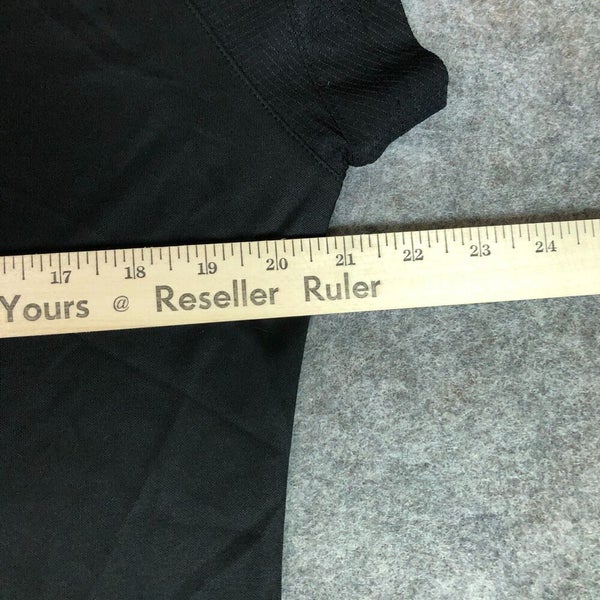 17 18 19 20 21 22 23 24
Yours @ Reseller Ruler